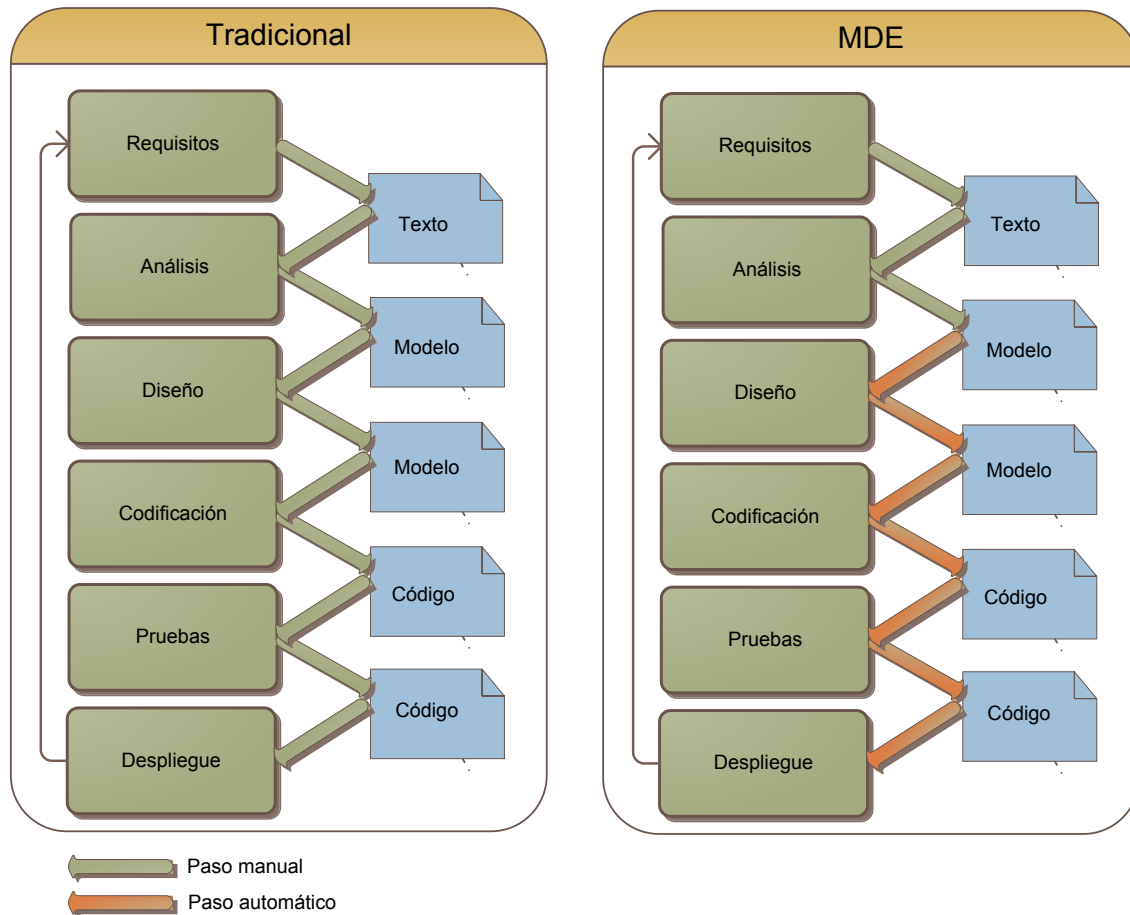 Tradicional
Requisitos
Texto
Análisis
Modelo
Diseño
Modelo
Codificación
Código
Pruebas
Código
Despliegue
MDE
Requisitos
Texto
Análisis
Modelo
Diseño
Modelo
Codificación
Código
Pruebas
Código
Despliegue
Paso manual
Paso automático